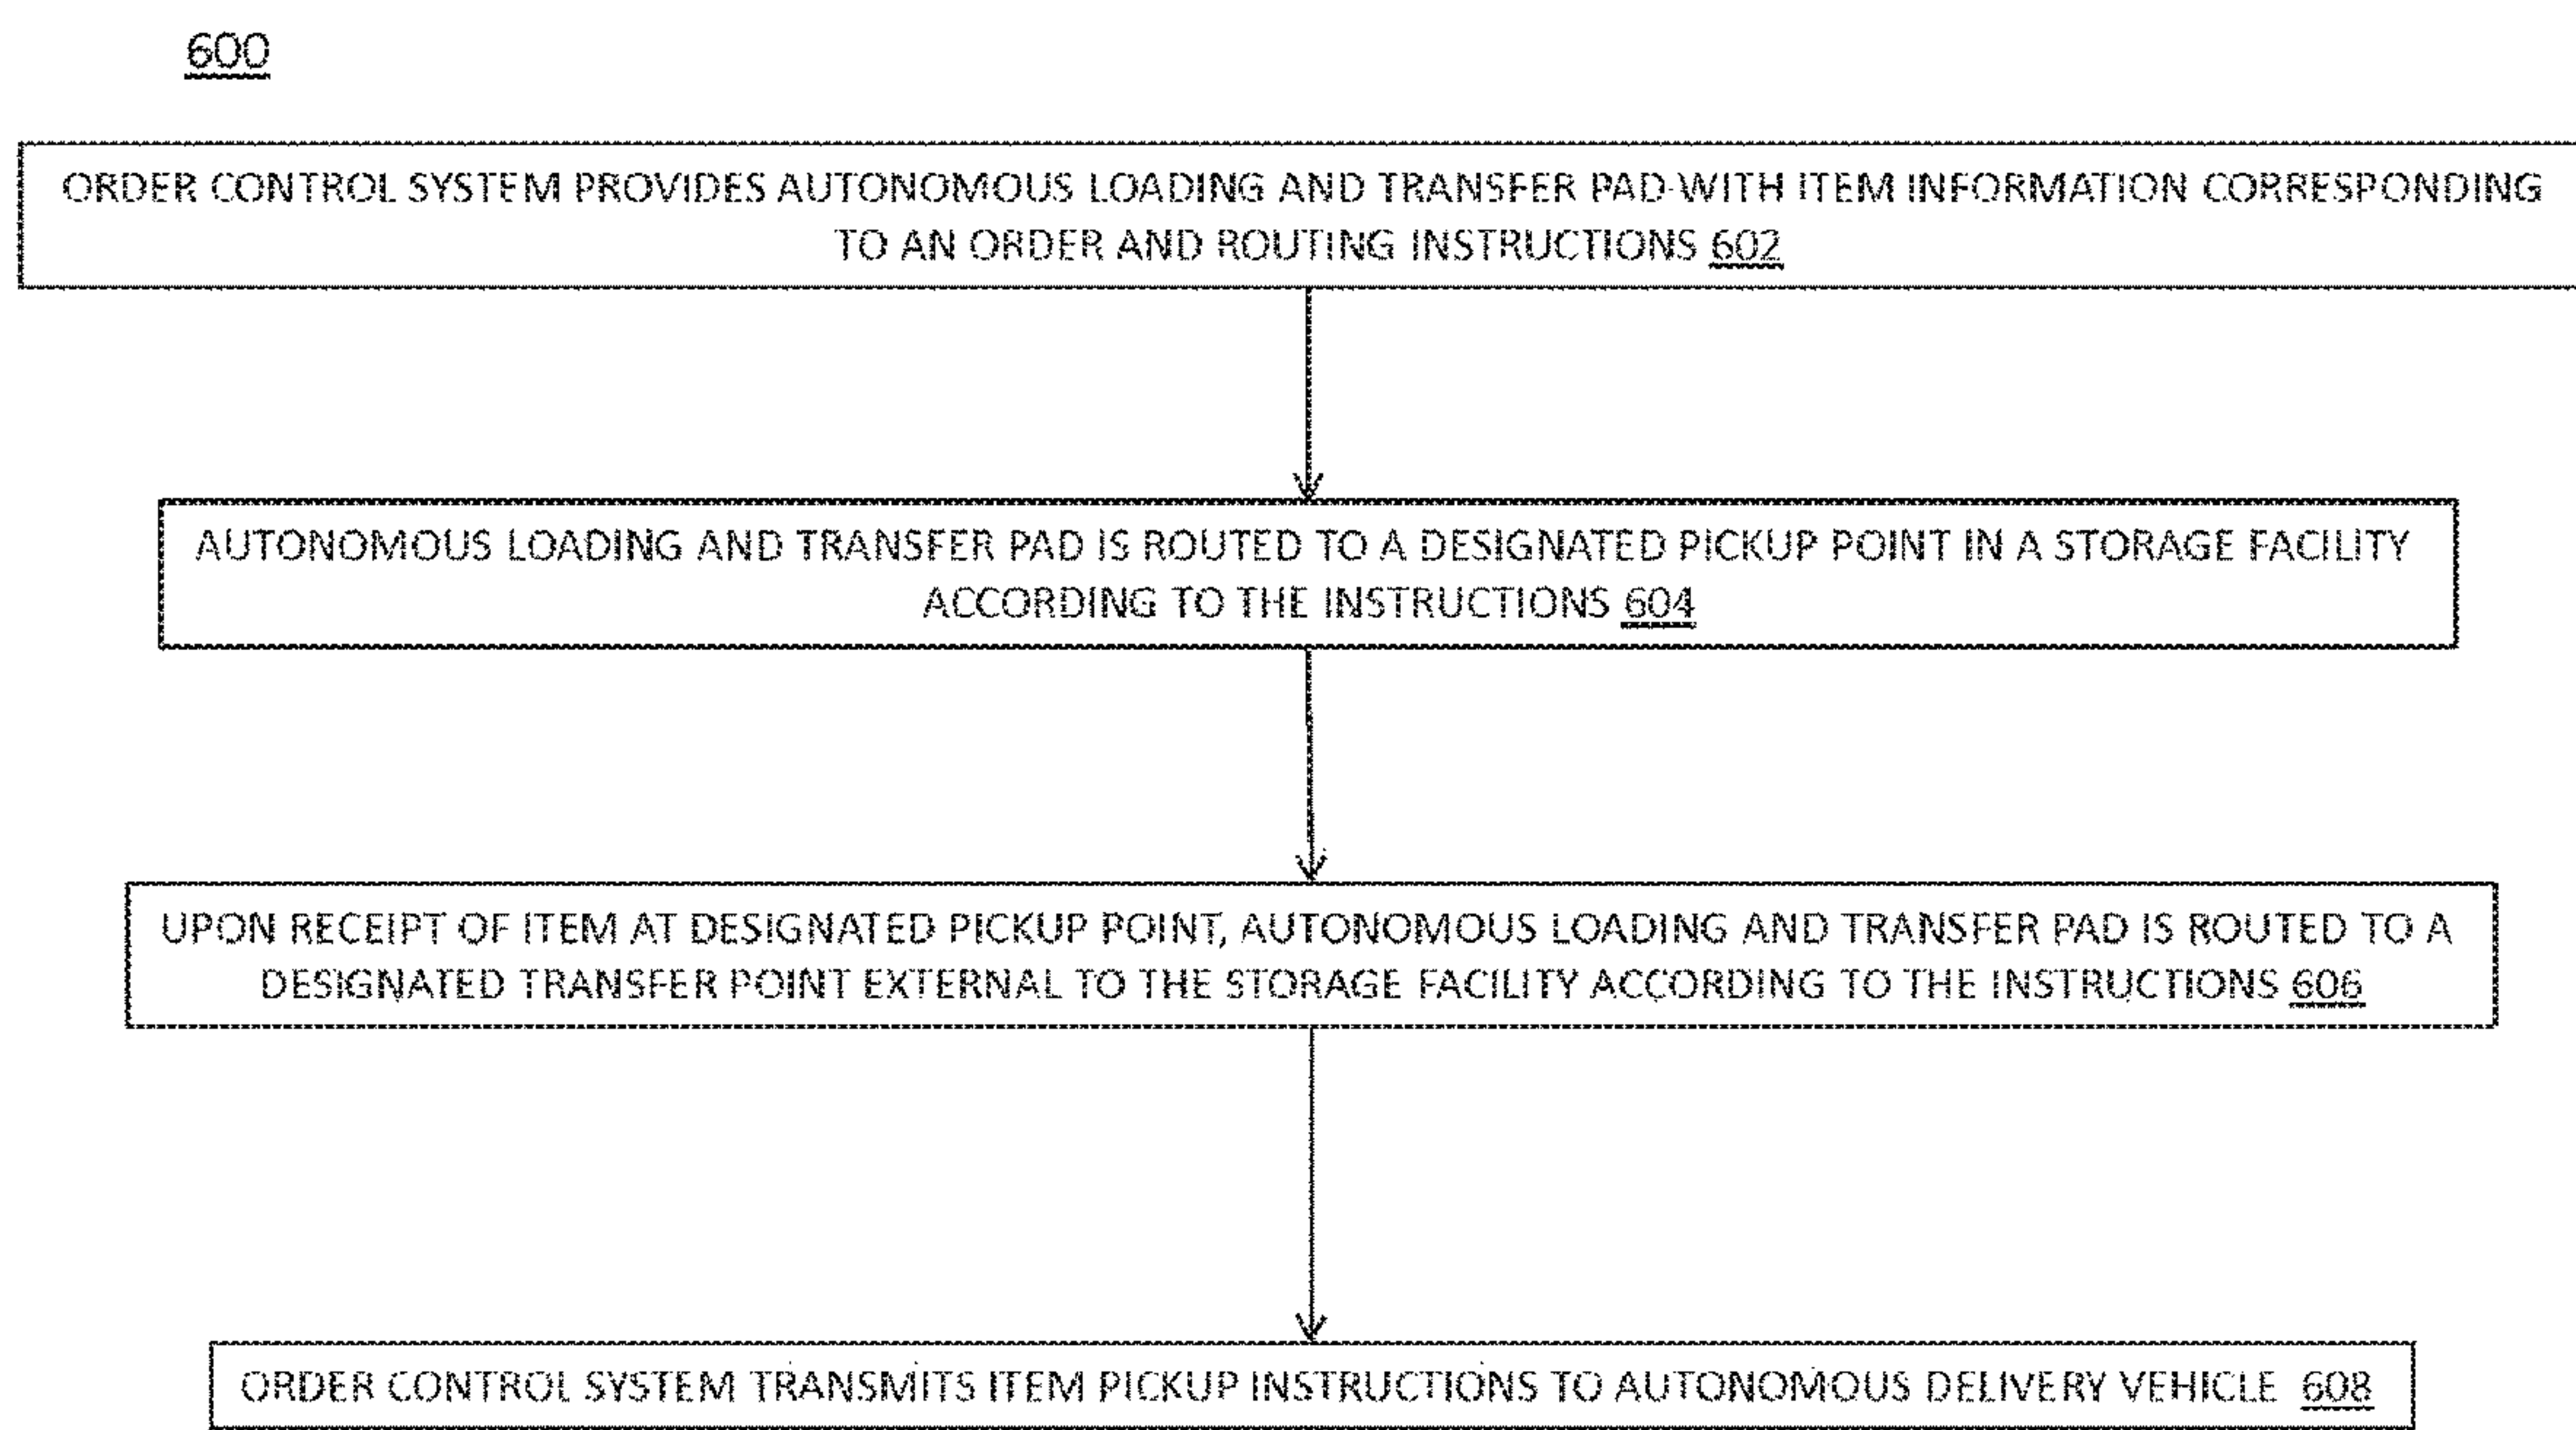 600
ORDER CONTROL SYSTEM PROVIDES AUTONOMOUS LOADING AND TRANSFER PAD WITH ITEM INFORMATION CORRESPONDING
TO AN ORDER AND ROUTING INSTRUCTIONS 602
AUTONOMOUS LOADING AND TRANSFER PAD IS ROUTED TO A DESIGNATED PICKUP POINT IN A STORAGE FACILITY
ACCORDING TO THE INSTRUCTIONS 604
UPON RECEIPT OF ITEM AT DESIGNATED PICKUP POINT, AUTONOMOUS LOADING AND TRANSFER PAD IS ROUTED TO A
DESIGNATED TRANSFER POINT EXTERNAL TO THE STORAGE FACILITY ACCORDING TO THE INSTRUCTIONS 606
ORDER CONTROL SYSTEM TRANSMITS ITEM PICKUP INSTRUCTIONS TO AUTONOMOUS DELIVERY VEHICLE 608